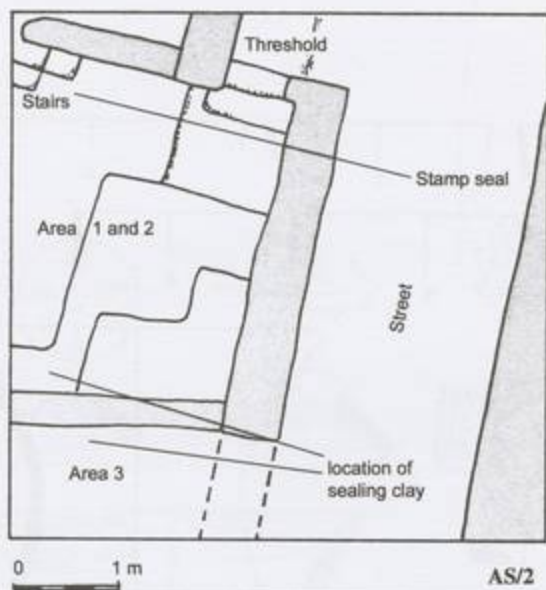 Threshold
Stairs
Stamp seal
Area 1 and 2
Street
location of
sealing clay
Area 3
0 1 m
AS/2